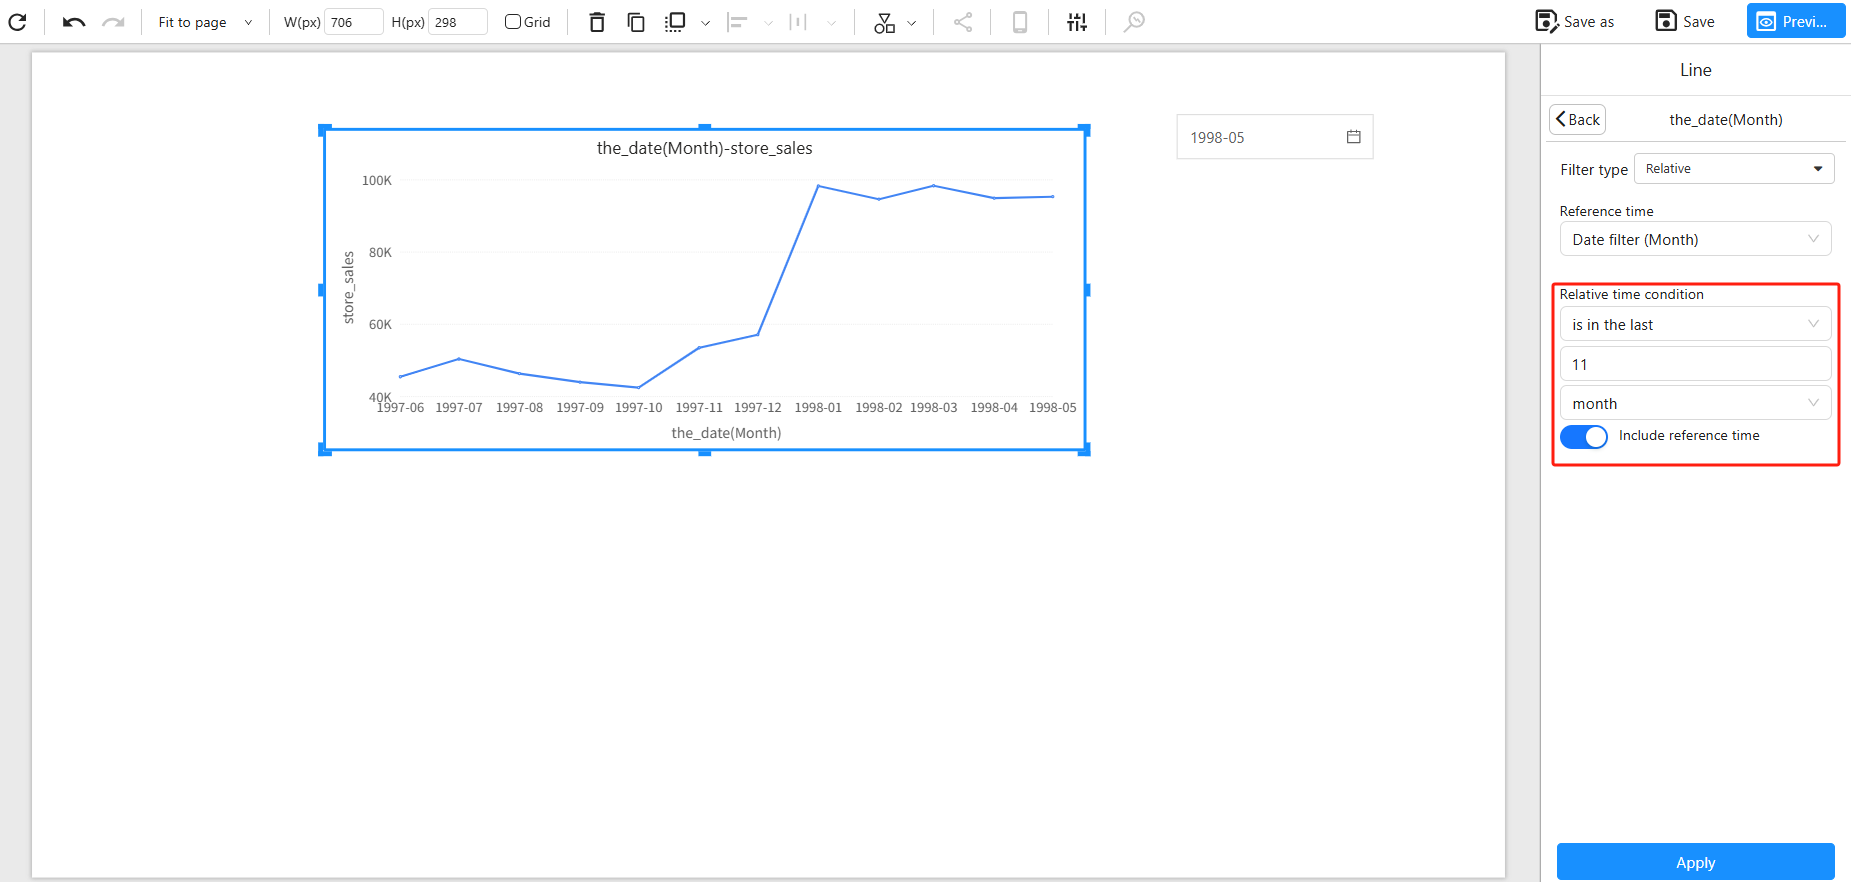 Fit to page W(px) 706 H(px) 298 Grid Save as Save Previ...
Line
Back the_date(Month)
Filter type Relative
Reference time
Date filter (Month)
Relative time condition
is in the last
11
month
Include reference time
Apply
1998-05
the_date(Month)-store_sales
100K
80K
60K
40K
store_sales
1997-06 1997-07 1997-08 1997-09 1997-10 1997-11 1997-12 1998-01 1998-02 1998-03 1998-04 1998-05
the_date(Month)